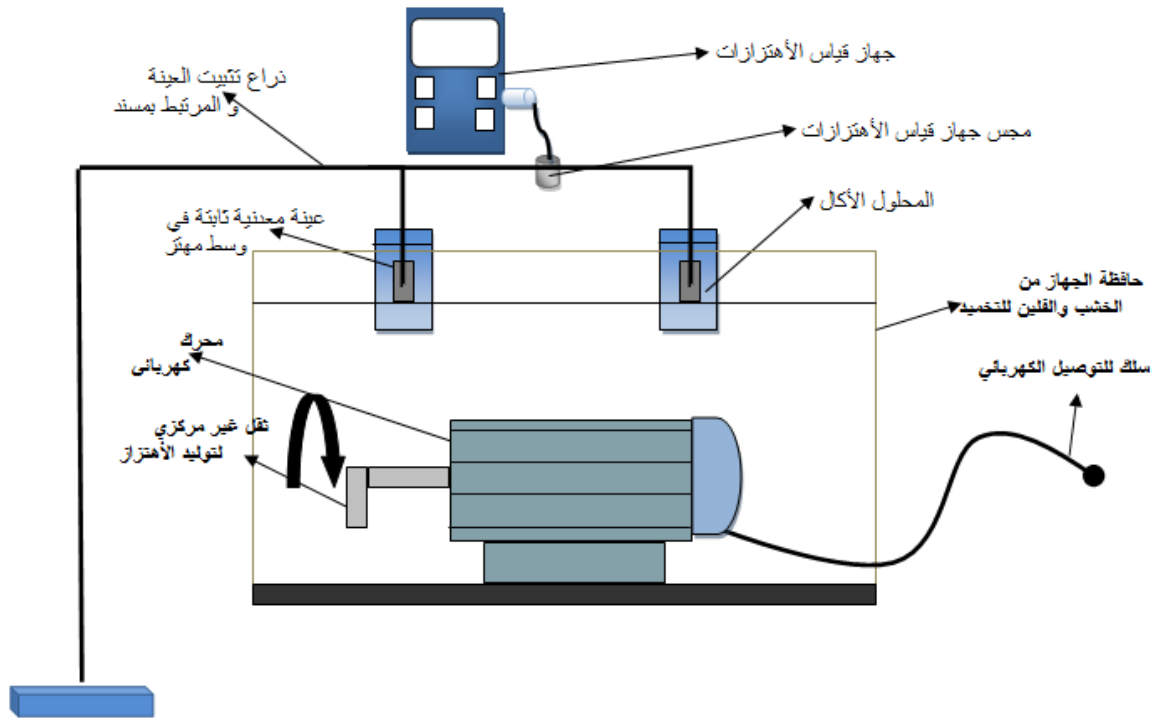 جهاز قياس الأهتزازات
ذراع تثبيت العينة
و المرتبط بمسند
مجس جهاز قياس الأهتزازات
المحلول الأكال
عينة معدنية ثابتة في
وسط مهتز
حافظة الجهاز من
الخشب والفلين للتخميد
محرك
كهربائي
سلك للتوصيل الكهربائي
ثقل غير مركزي
لتوليد الأهتزاز